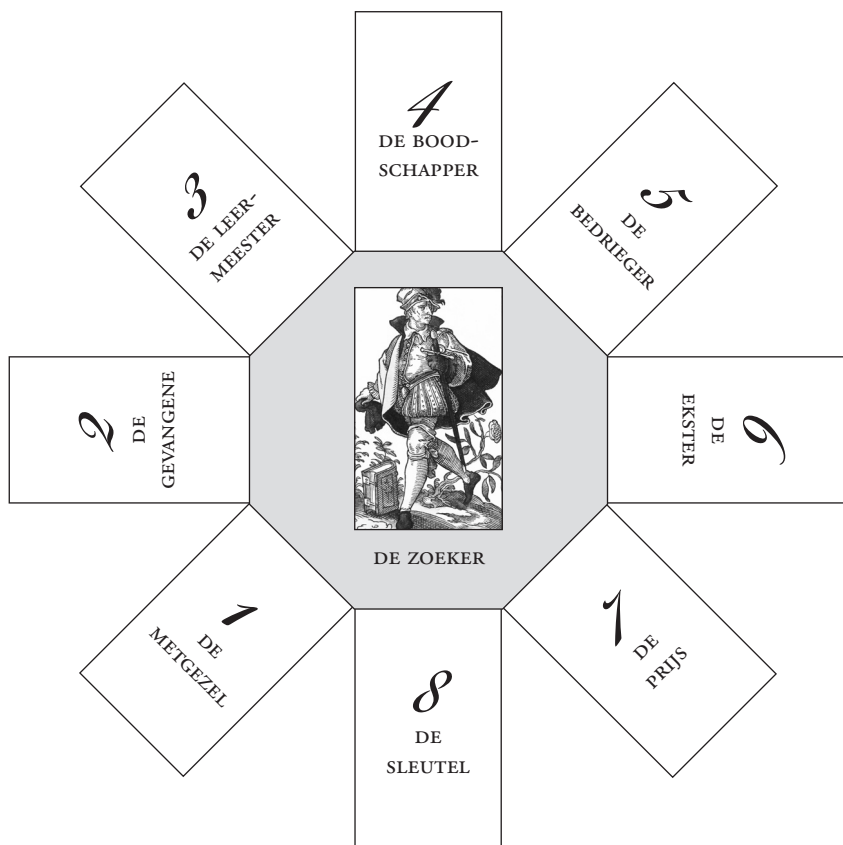 1
DE
METGEZEL
2
DE
GEVANGENE
3
DE LEER-
MEESTER
4
DE BOOD-
SCHAPPER
5
DE
BEDRIEGER
6
DE
EKSTER
7
DE
PRIJS
8
DE
SLEUTEL
DE ZOEKER